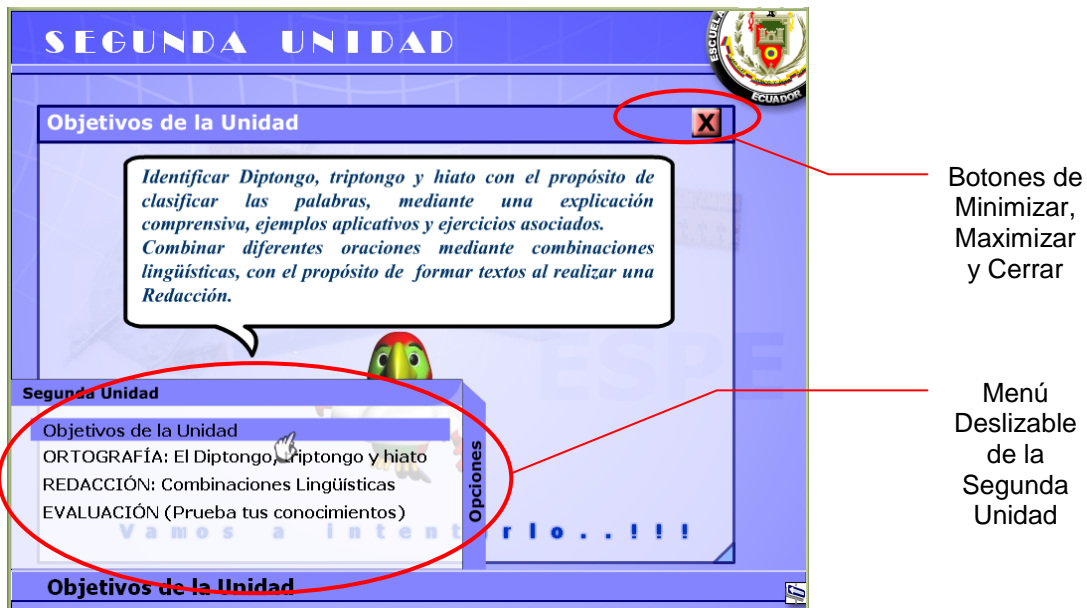 SEGUNDA UNIDAD
ESCUELA
ECUADOR
Objetivos de la Unidad
X
Identificar Diptongo, triptongo y hiato con el propósito de
clasificar las palabras, mediante una explicación
comprensiva, ejemplos aplicativos y ejercicios asociados.
Combinar diferentes oraciones mediante combinaciones
lingüísticas, con el propósito de formar textos al realizar una
Redacción.
Botones de
Minimizar,
Maximizar
y Cerrar
ESPE
Segunda Unidad
Objetivos de la Unidad
ORTOGRAFÍA: El Diptongo, triptongo y hiato
REDACCIÓN: Combinaciones Lingüísticas
EVALUACIÓN (Prueba tus conocimientos)
Opciones
Vamos a intentarlo..!!!
Menú
Deslizable
de la
Segunda
Unidad
Objetivos de la Unidad